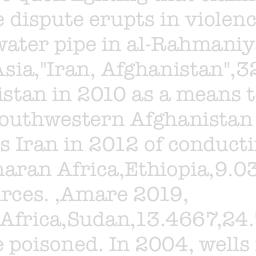 e dispute erupts in violenc
water pipe in al-Rahmaniy
Asia,"Iran, Afghanistan",32
istan in 2010 as a means t
outhwestern Afghanistan
s Iran in 2012 of conducti
haran Africa,Ethiopia,9.03
rces. ,Amare 2019,
Africa,Sudan,13.4667,24.
e poisoned. In 2004, wells